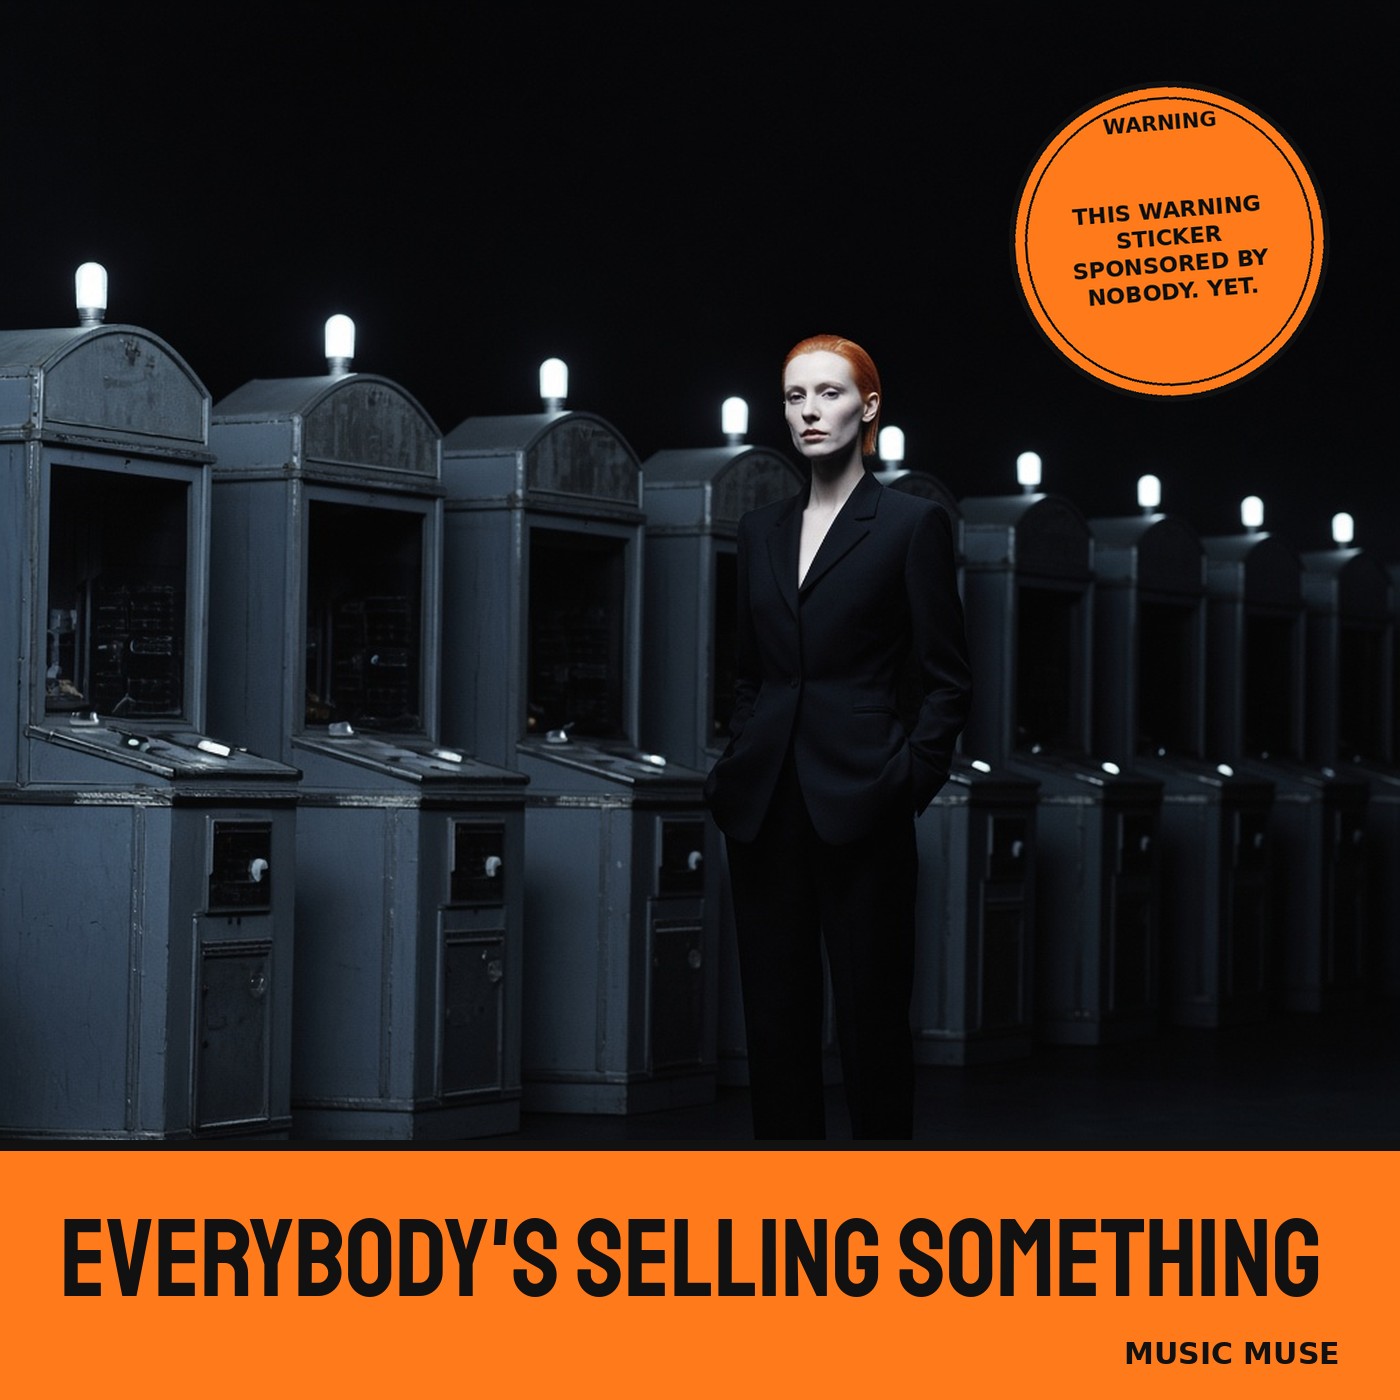 WARNING
THIS WARNING
STICKER
SPONSORED BY
NOBODY. YET.
EVERYBODY'S SELLING SOMETHING
MUSIC MUSE